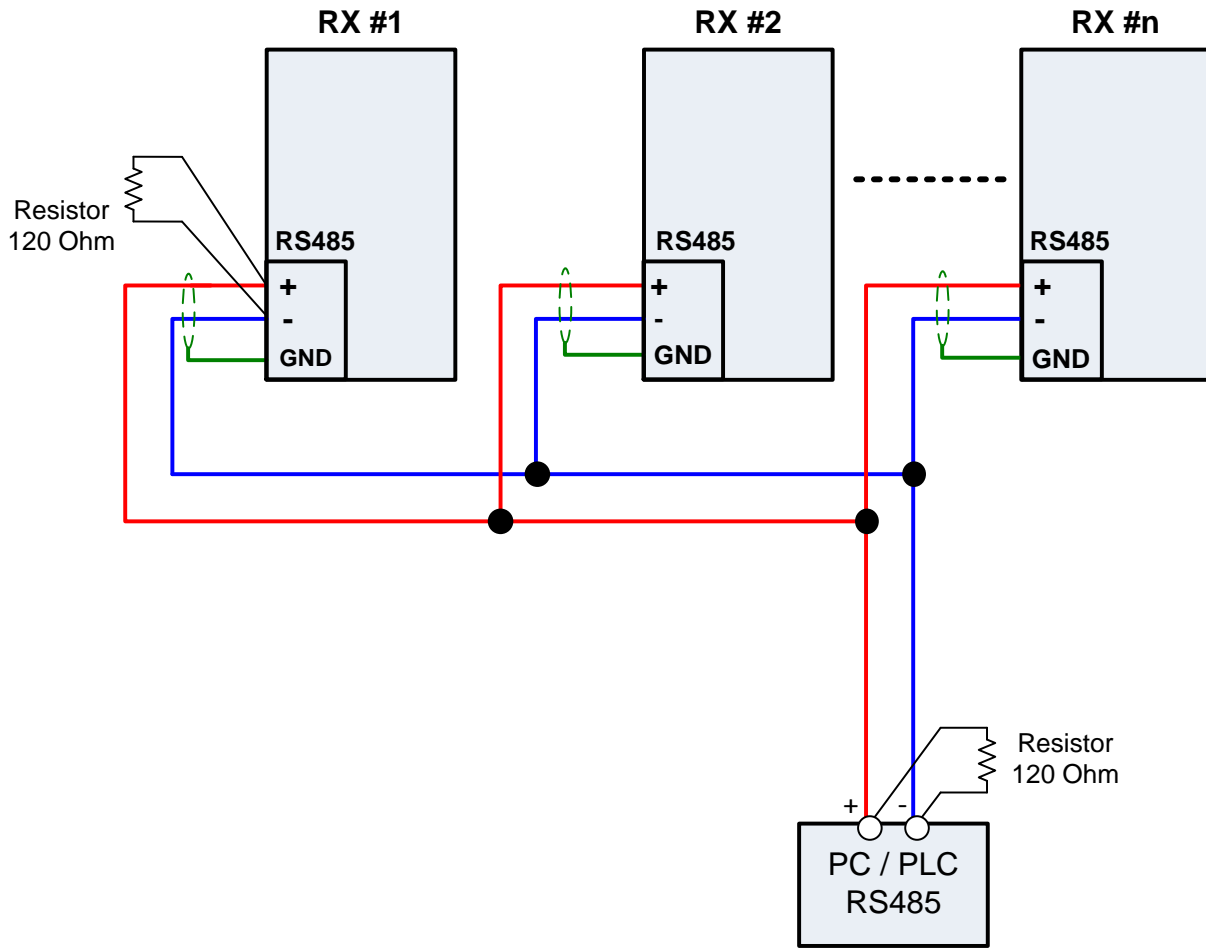 RX #1
RX #2
RX #n
Resistor
120 Ohm
RS485
+
-
GND
RS485
+
-
GND
RS485
+
-
GND
Resistor
120 Ohm
+ -
PC / PLC
RS485